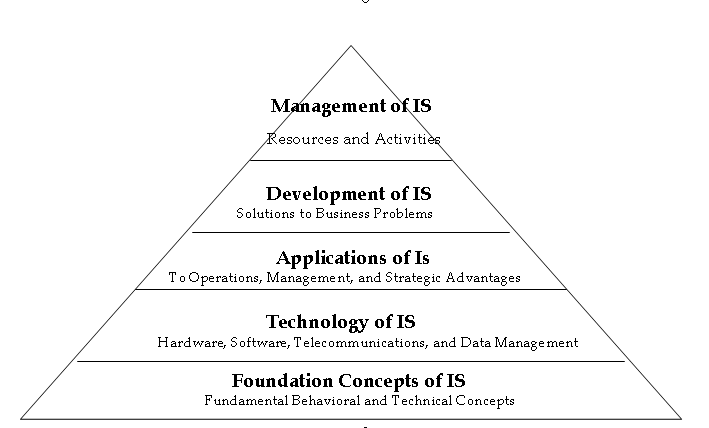 Management of IS
Resources and Activities
Development of IS
Solutions to Business Problems
Applications of Is
To Operations, Management, and Strategic Advantages
Technology of IS
Hardware, Software, Telecommunications, and Data Management
Foundation Concepts of IS
Fundamental Behavioral and Technical Concepts